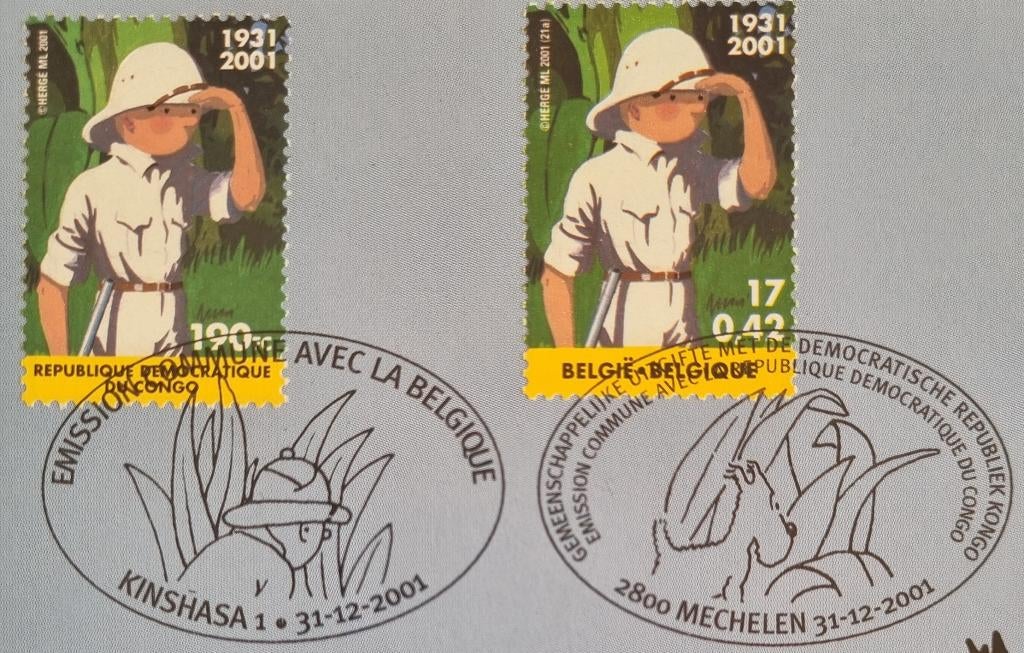 ©HERGÉ ML 2001
1931
2001
190FC
REPUBLIQUE DEMOCRATIQUE
DU CONGO
EMISSION COMMUNE AVEC LA BELGIQUE
KINSHASA 1 • 31-12-2001
©HERGÉ ML 2001 (21a)
1931
2001
17
0,42
BELGIË•BELGIQUE
GEMEENSCHAPPELIJKE UITGIFTE MET DE DEMOCRATISCHE REPUBLIEK KONGO
EMISSION COMMUNE AVEC LA REPUBLIQUE DEMOCRATIQUE DU CONGO
2800 MECHELEN 31-12-2001